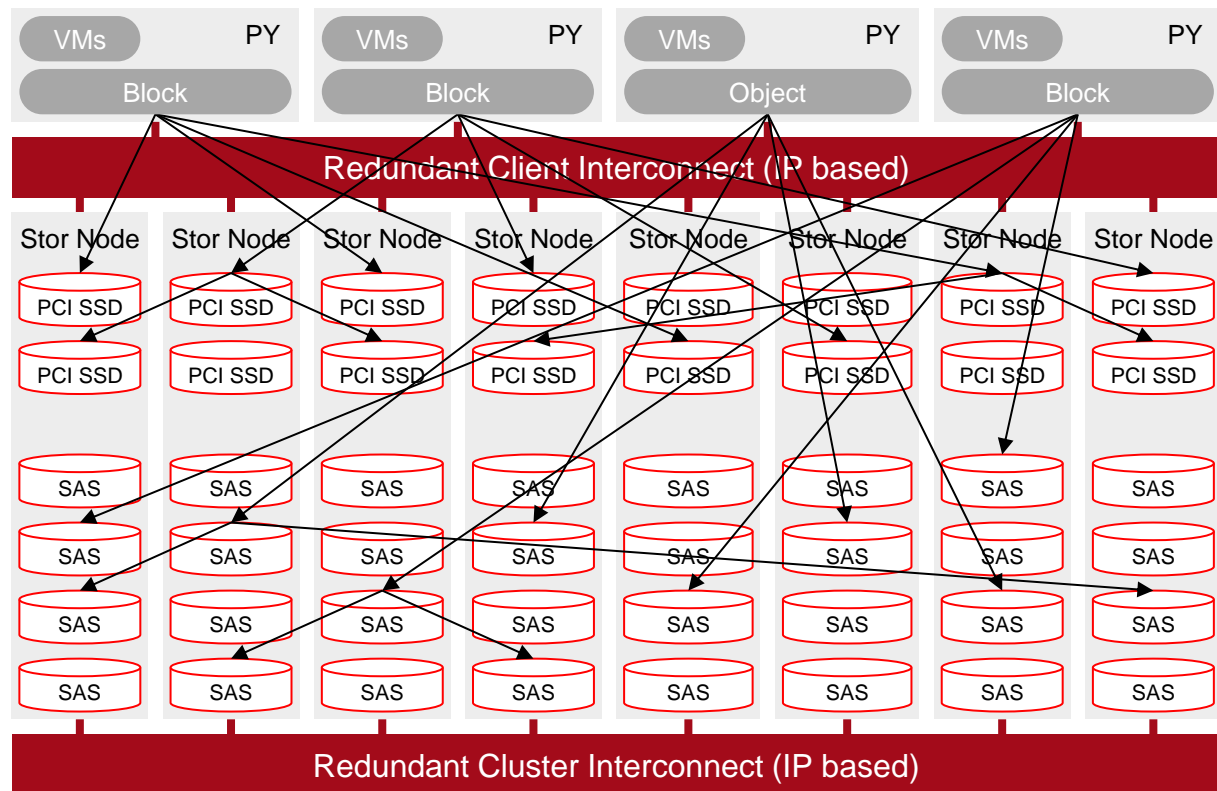 VMs PY VMs PY VMs PY VMs PY
Block Block Object Block
Redundant Client Interconnect (IP based)
Stor Node Stor Node Stor Node Stor Node Stor Node Stor Node Stor Node Stor Node
PCI SSD PCI SSD PCI SSD PCI SSD PCI SSD PCI SSD PCI SSD PCI SSD
PCI SSD PCI SSD PCI SSD PCI SSD PCI SSD PCI SSD PCI SSD PCI SSD
SAS SAS SAS SAS SAS SAS SAS SAS
SAS SAS SAS SAS SAS SAS SAS SAS
SAS SAS SAS SAS SAS SAS SAS SAS
SAS SAS SAS SAS SAS SAS SAS SAS
Redundant Cluster Interconnect (IP based)